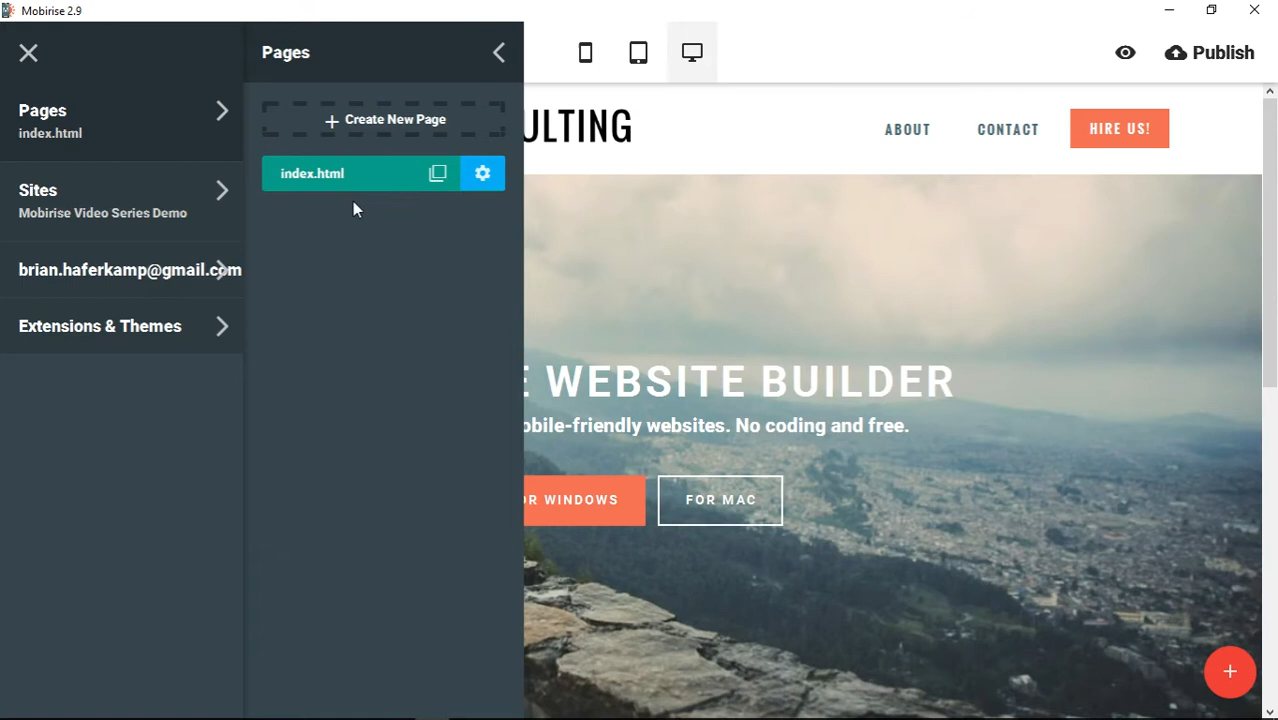 Mobirise 2.9
Pages
index.html
Sites
Mobirise Video Series Demo
brian.haferkamp@gmail.com
Extensions & Themes
Pages
+ Create New Page
index.html
Publish
ULTING
ABOUT
CONTACT
HIRE US!
E WEBSITE BUILDER
obile-friendly websites. No coding and free.
OR WINDOWS
FOR MAC
+